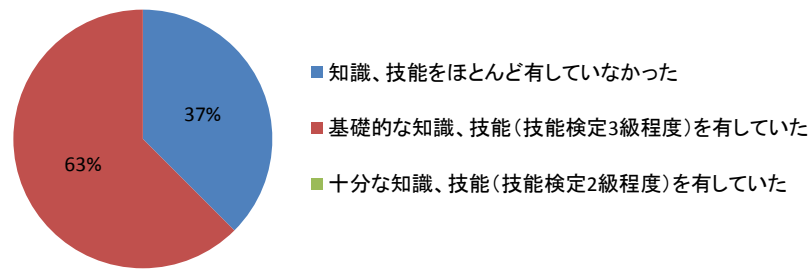 37%
63%
知識、技能をほとんど有していなかった
基礎的な知識、技能(技能検定3級程度)を有していた
十分な知識、技能(技能検定2級程度)を有していた